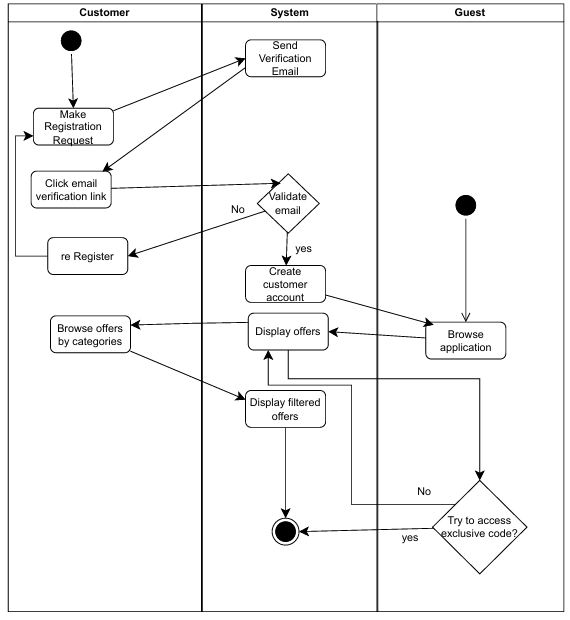 Customer
System
Guest
Send
Verification
Email
Make
Registration
Request
Click email
verification link
Validate
email
No
yes
re Register
Create
customer
account
Browse offers
by categories
Display offers
Browse
application
Display filtered
offers
No
Try to access
exclusive code?
yes